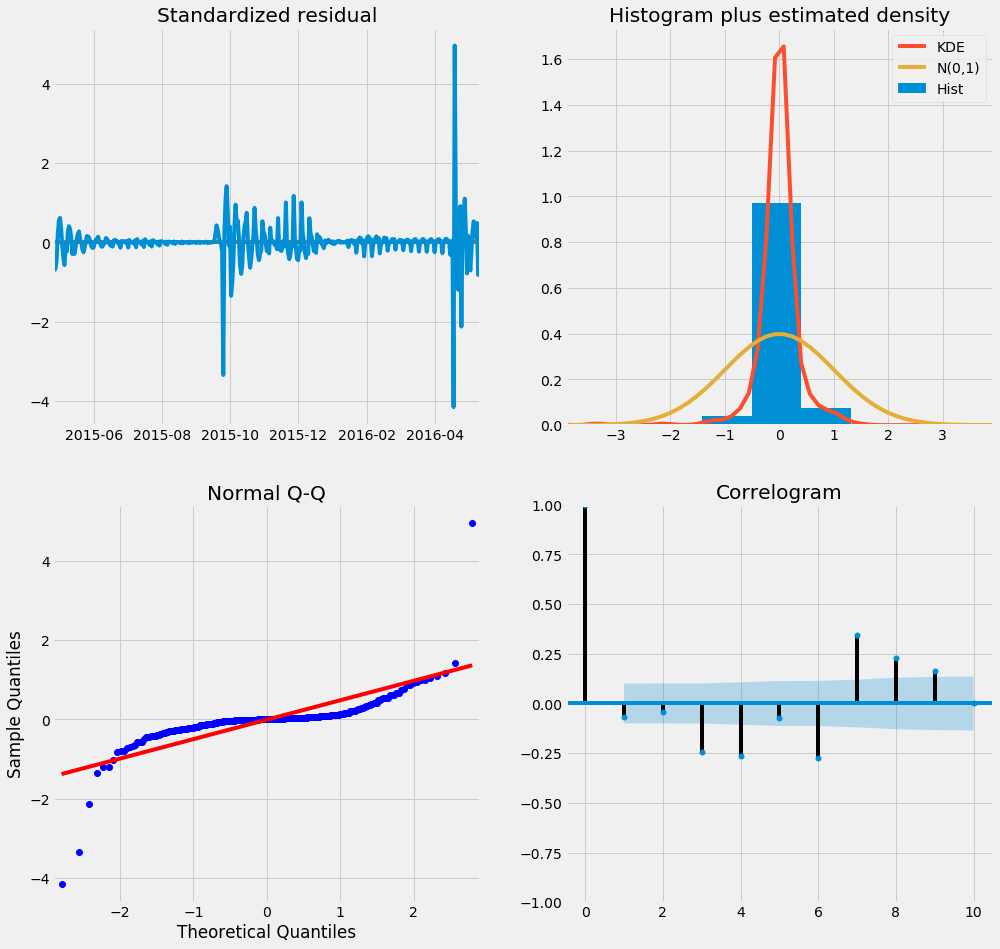 Standardized residual
4
2
0
−2
−4
2015-06 2015-08 2015-10 2015-12 2016-02 2016-04
Histogram plus estimated density
KDE
N(0,1)
Hist
1.6
1.4
1.2
1.0
0.8
0.6
0.4
0.2
0.0
−3 −2 −1 0 1 2 3
Normal Q-Q
Sample Quantiles
4
2
0
−2
−4
−2 −1 0 1 2
Theoretical Quantiles
Correlogram
1.00
0.75
0.50
0.25
0.00
−0.25
−0.50
−0.75
−1.00
0 2 4 6 8 10